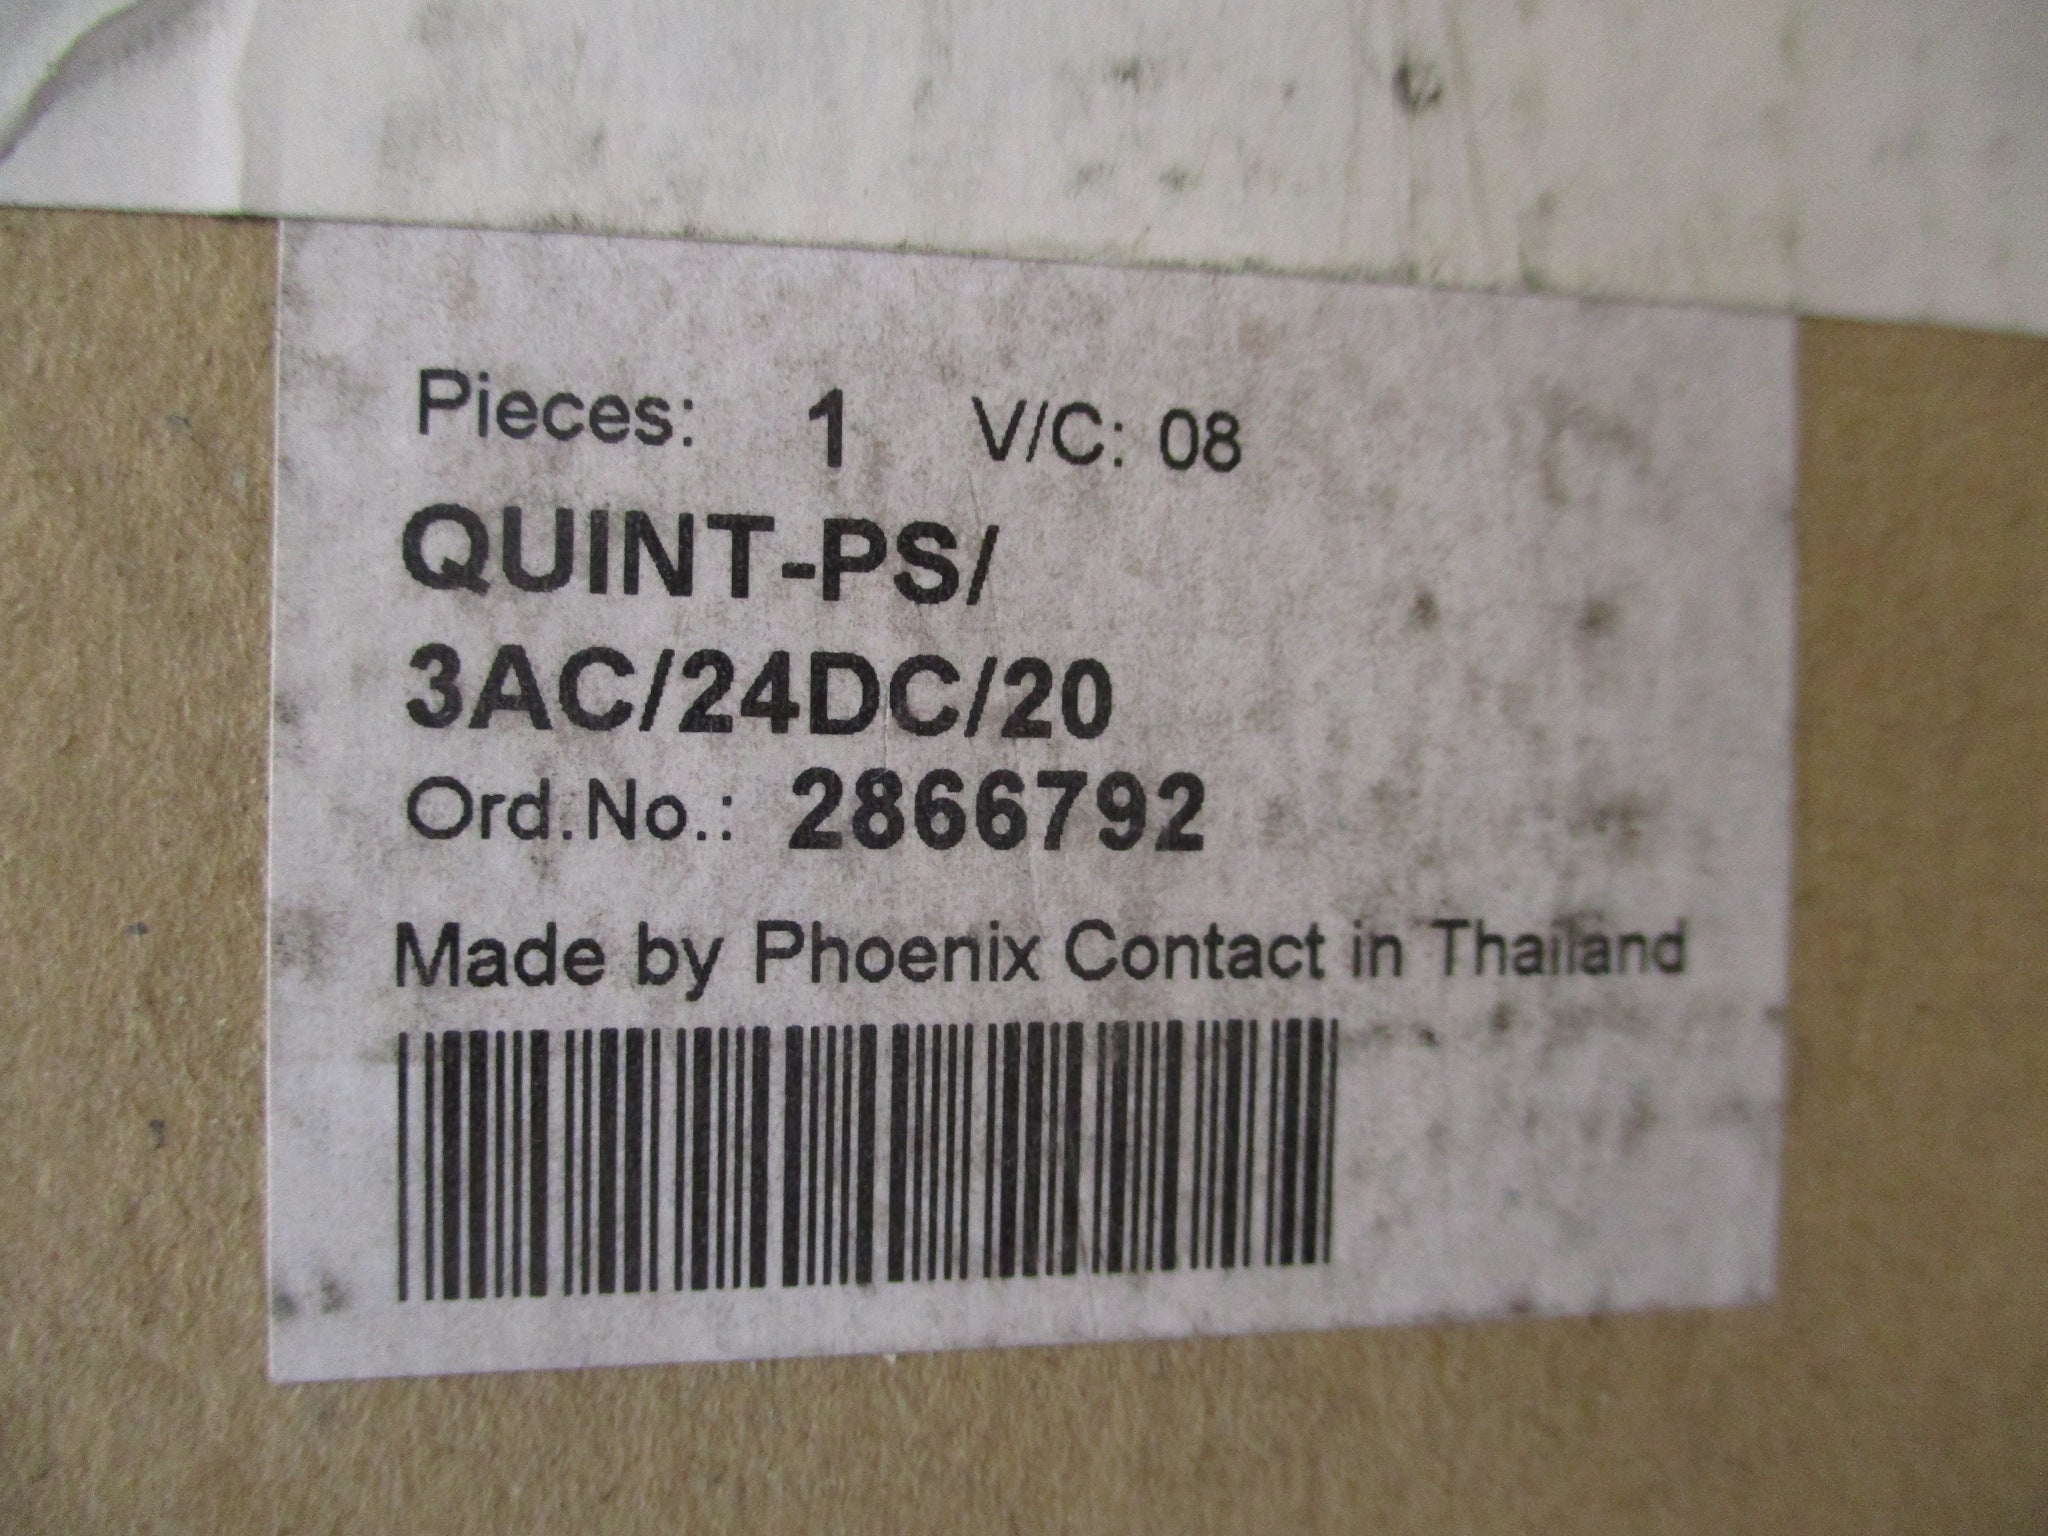 Pieces: 1 V/C: 08
QUINT-PS/
3AC/24DC/20
Ord.No.: 2866792
Made by Phoenix Contact in Thailand